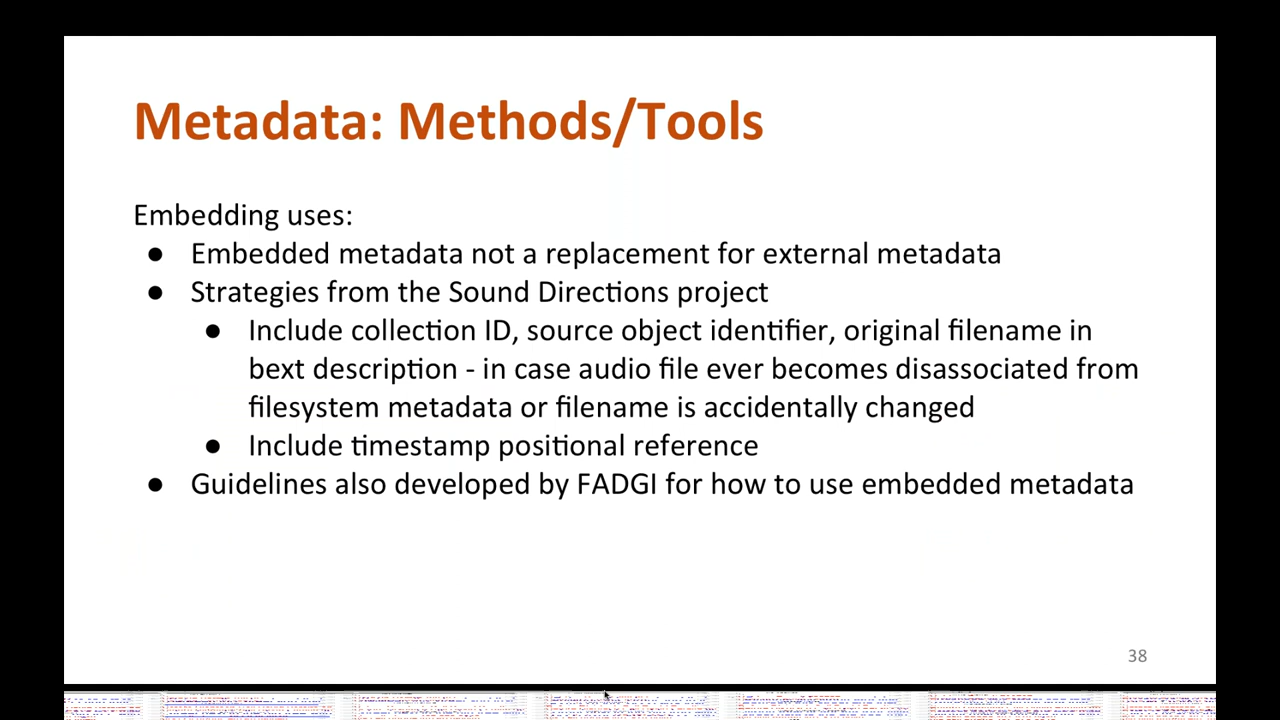 Metadata: Methods/Tools
Embedding uses:
● Embedded metadata not a replacement for external metadata
● Strategies from the Sound Directions project
● Include collection ID, source object identifier, original filename in
bext description - in case audio file ever becomes disassociated from
filesystem metadata or filename is accidentally changed
● Include timestamp positional reference
● Guidelines also developed by FADGI for how to use embedded metadata
38